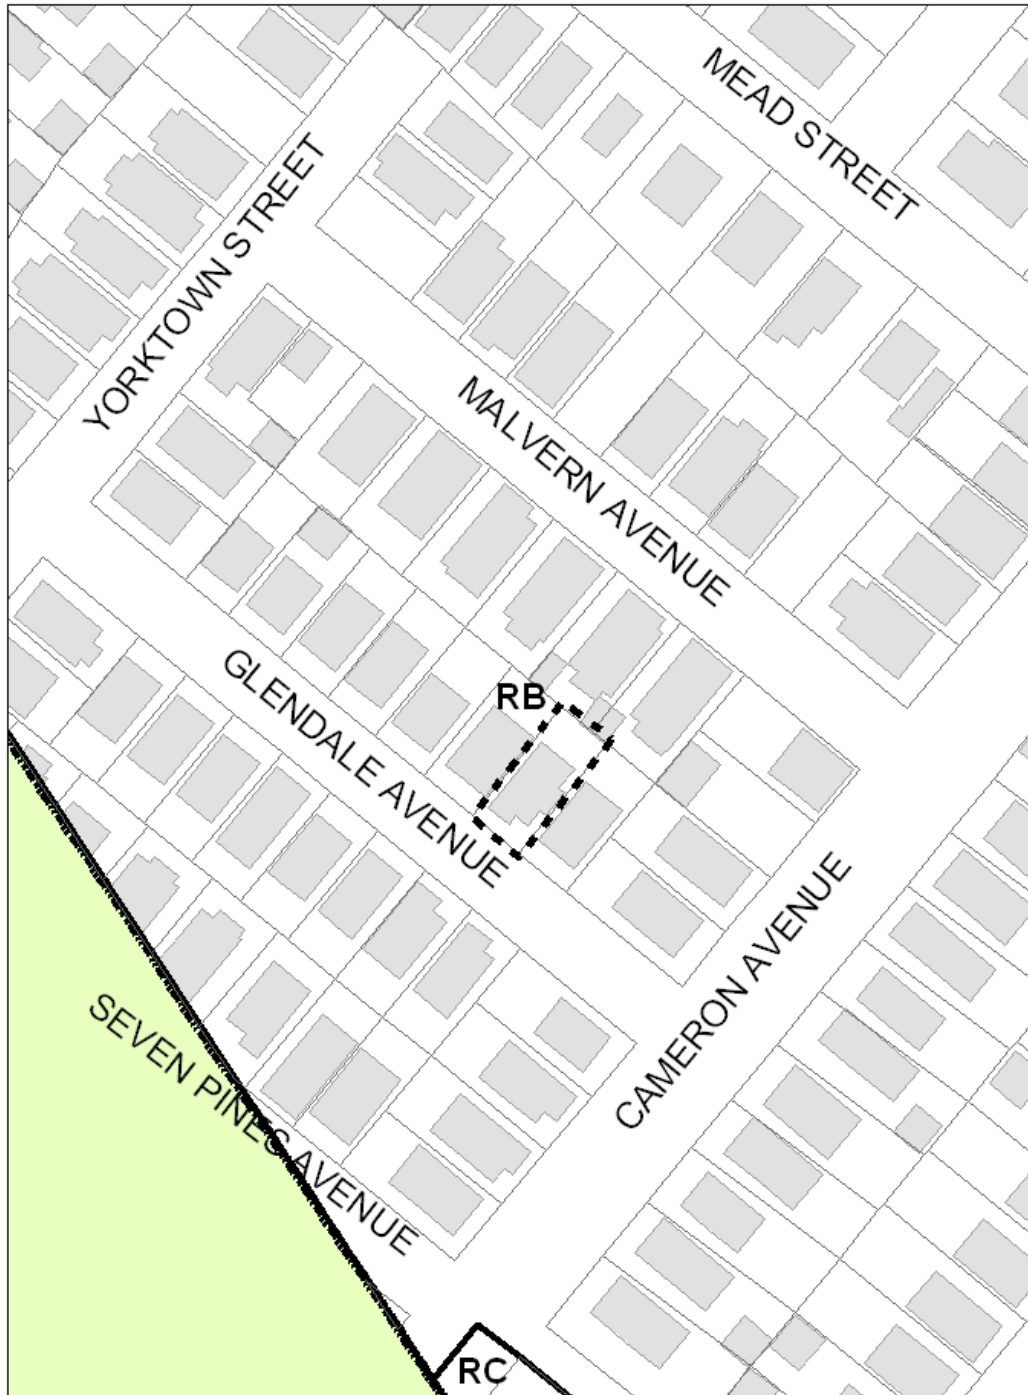 MEAD STREET
YORKTOWN STREET
MALVERN AVENUE
GLENDALE AVENUE
RB
CAMERON AVENUE
SEVEN PINES AVENUE
RC